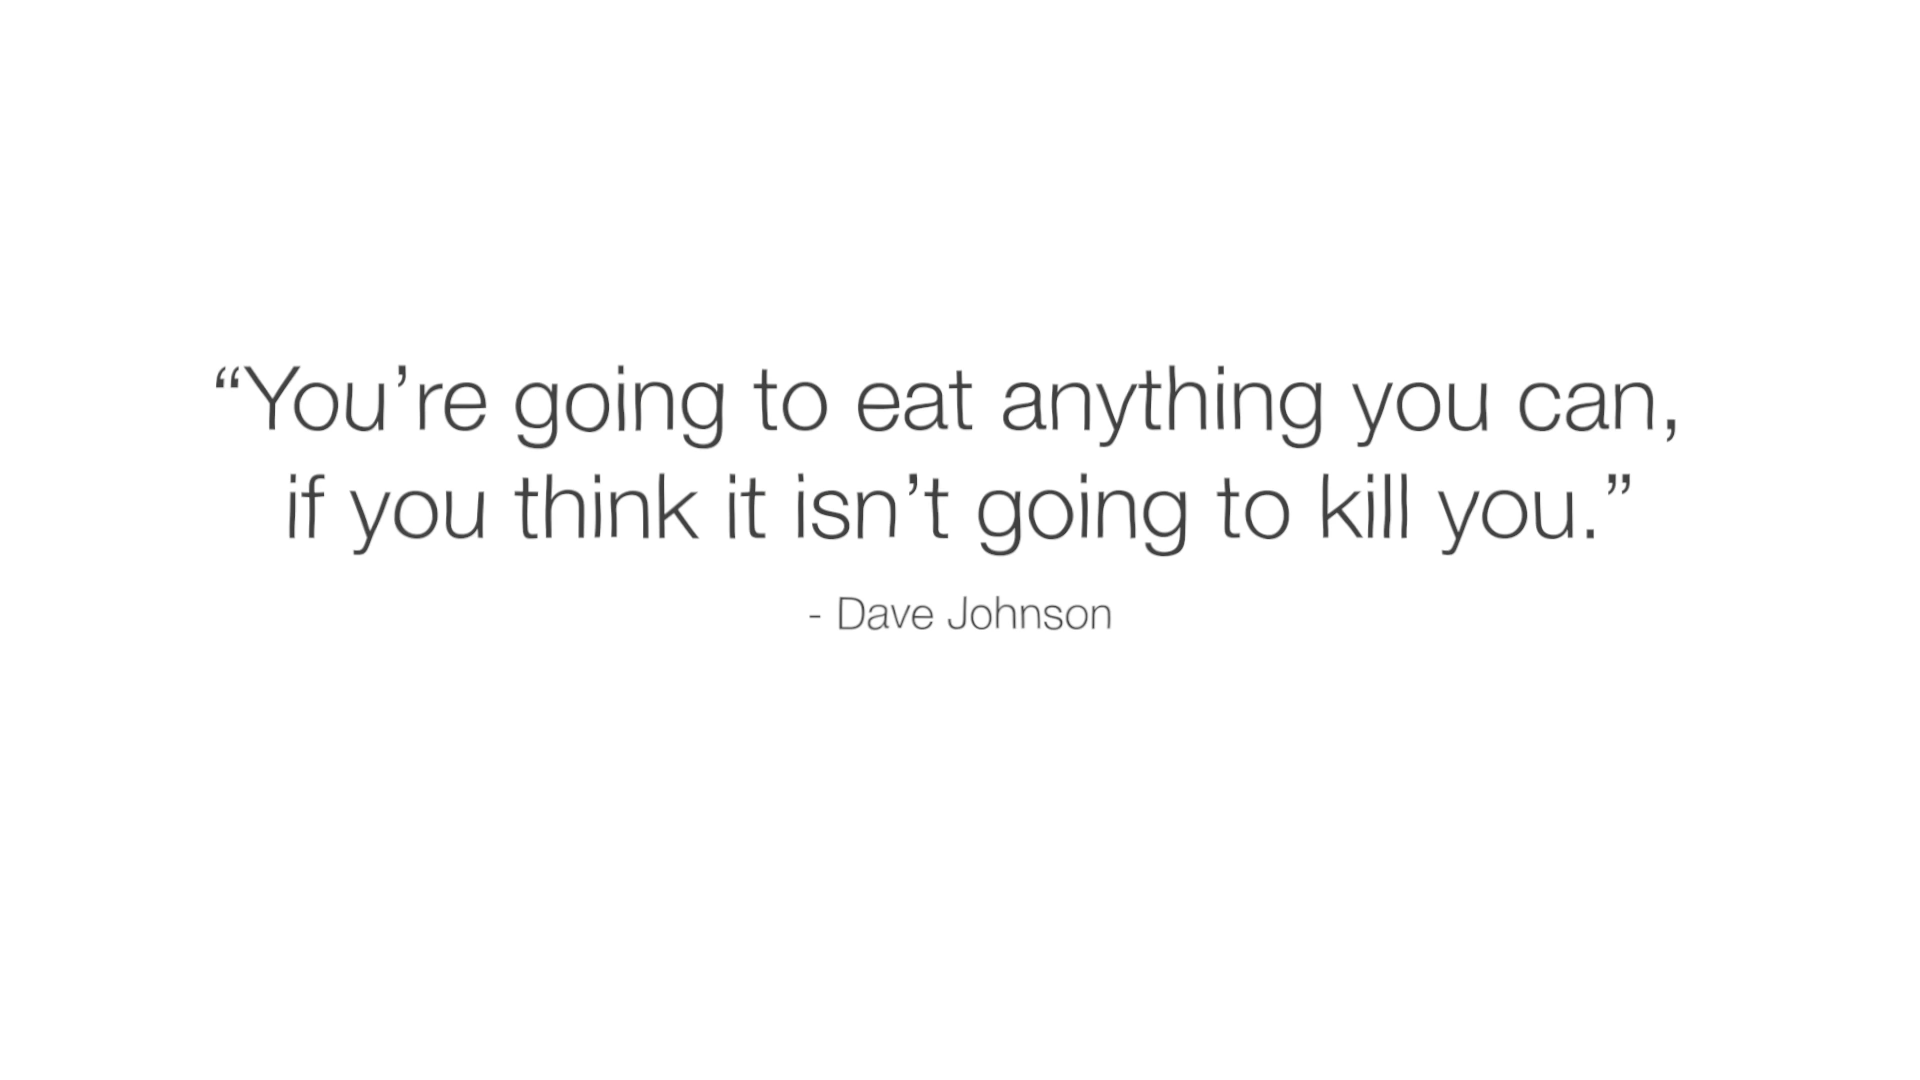 “You’re going to eat anything you can,
if you think it isn’t going to kill you.”
- Dave Johnson